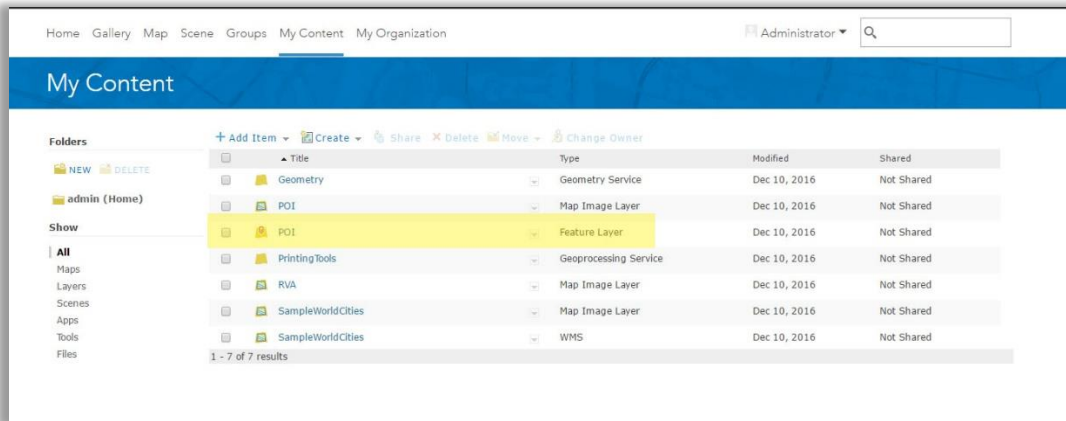 Home Gallery Map Scene Groups My Content My Organization Administrator
My Content
Folders
NEW DELETE
admin (Home)
Show
All
Maps
Layers
Scenes
Apps
Tools
Files
+ Add Item Create Share × Delete Move Change Owner
Title Type Modified Shared
Geometry Geometry Service Dec 10, 2016 Not Shared
POI Map Image Layer Dec 10, 2016 Not Shared
POI Feature Layer Dec 10, 2016 Not Shared
PrintingTools Geoprocessing Service Dec 10, 2016 Not Shared
RVA Map Image Layer Dec 10, 2016 Not Shared
SampleWorldCities Map Image Layer Dec 10, 2016 Not Shared
SampleWorldCities WMS Dec 10, 2016 Not Shared
1 - 7 of 7 results